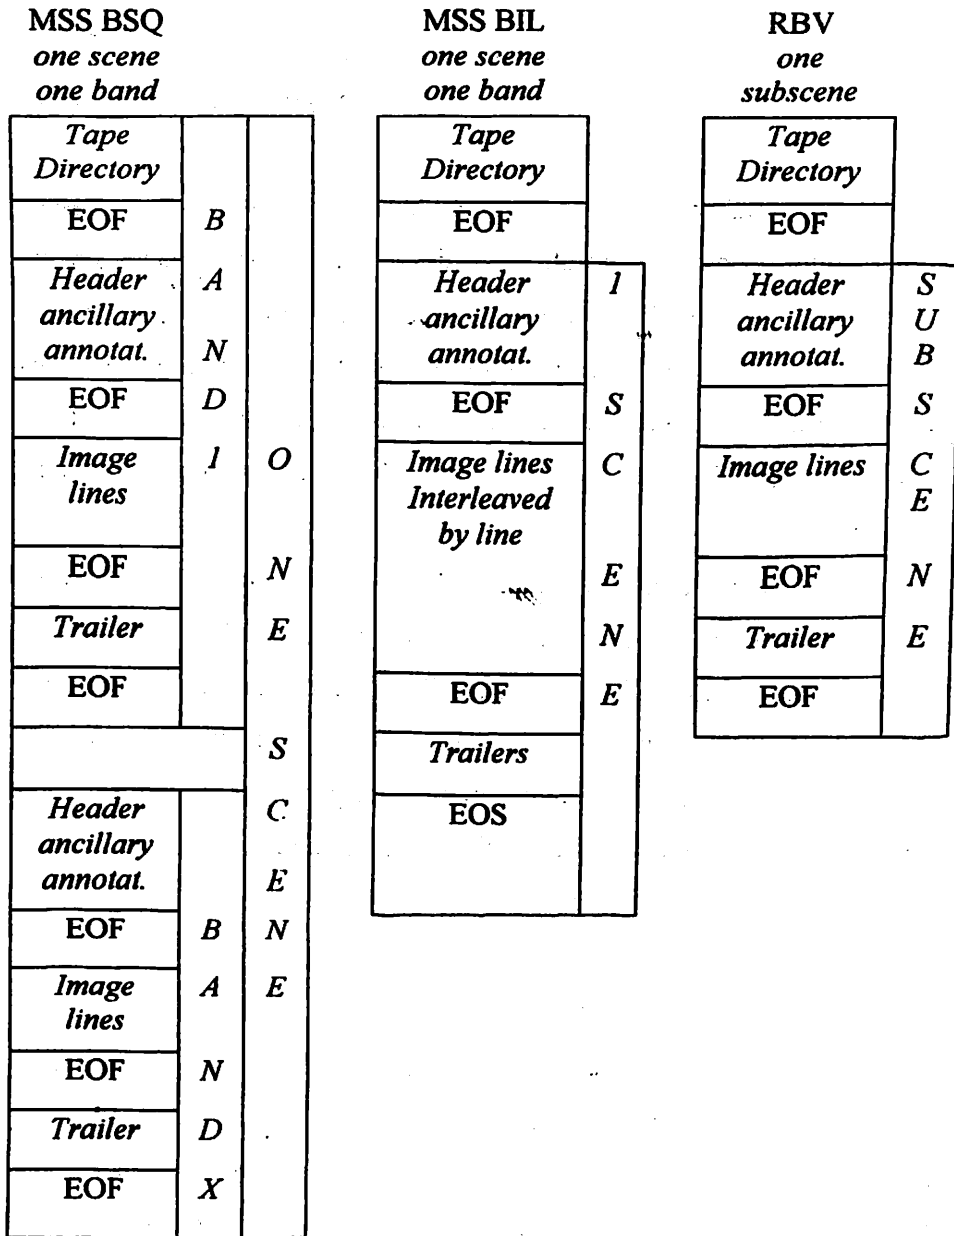 MSS BSQ
one scene
one band
Tape
Directory
EOF
Header
ancillary
annotat.
EOF
Image
lines
EOF
Trailer
EOF
Header
ancillary
annotat.
EOF
Image
lines
EOF
Trailer
EOF
B
A
N
D
1
B
A
N
D
X
O
N
E
S
C
E
N
E
MSS BIL
one scene
one band
Tape
Directory
EOF
Header
ancillary
annotat.
EOF
Image lines
Interleaved
by line
EOF
Trailers
EOS
1
S
C
E
N
E
RBV
one
subscene
Tape
Directory
EOF
Header
ancillary
annotat.
EOF
Image lines
EOF
Trailer
EOF
S
U
B
S
C
E
N
E